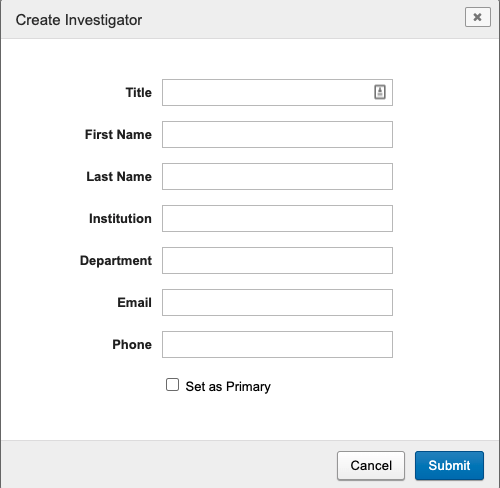 Create Investigator
Title
First Name
Last Name
Institution
Department
Email
Phone
Set as Primary
Cancel Submit